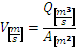 V[m/s] = Q[m³/s] / A[m²]